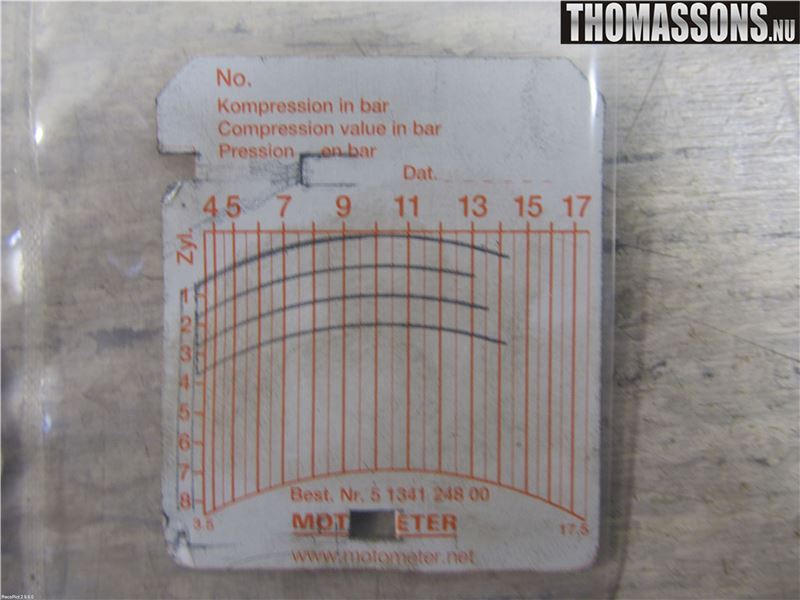 THOMASSONS.NU
No.
Kompression in bar
Compression value in bar
Pression en bar
Dat.
4 5 7 9 11 13 15 17
Zyl.
1
2
3
4
5
6
7
8
3.5 17,5
Best. Nr. 5 1341 248 00
MOT METER
www.motometer.net